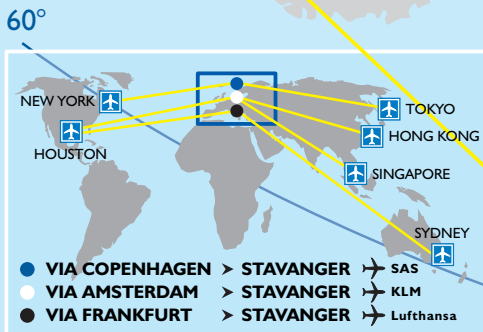 60°
NEW YORK
TOKYO
HONG KONG
HOUSTON
SINGAPORE
SYDNEY
VIA COPENHAGEN > STAVANGER SAS
VIA AMSTERDAM > STAVANGER KLM
VIA FRANKFURT > STAVANGER Lufthansa